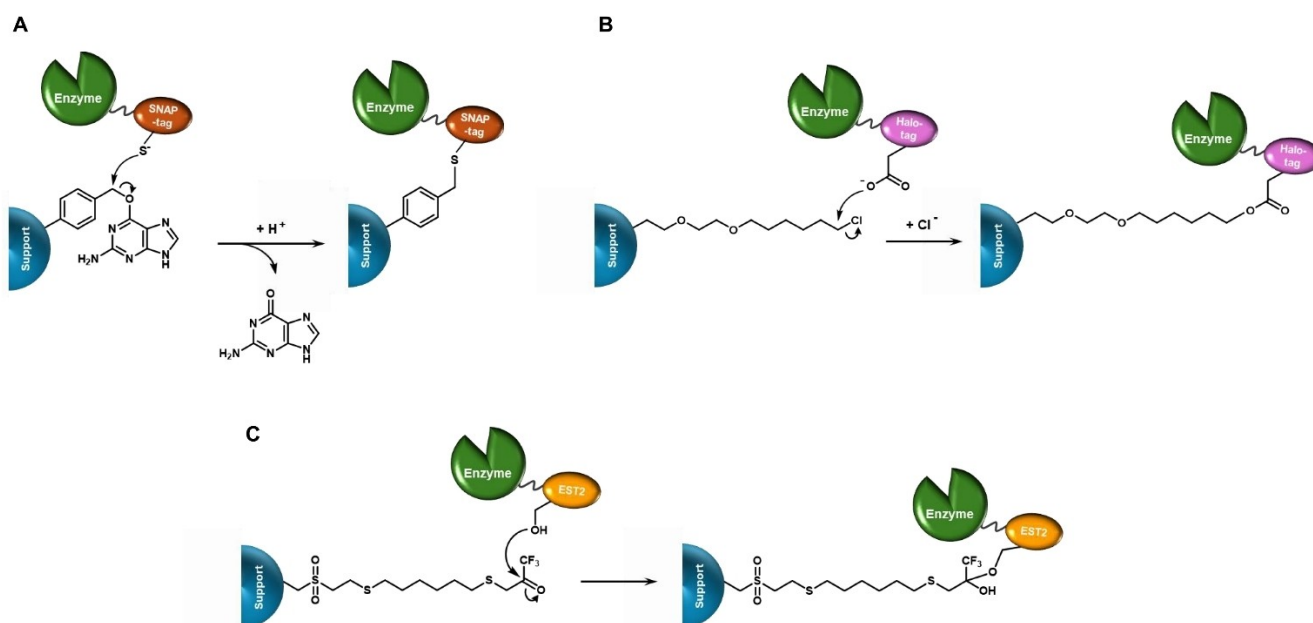 A
Enzyme
SNAP
-tag
S⁻
O
N
N
H₂N
N
N
H
Support
+ H⁺
O
N
N
H₂N
N
N
H
Enzyme
SNAP
-tag
S
Support
B
Enzyme
Halo-
tag
⁻O
O
O
O
Cl
Support
+ Cl⁻
Enzyme
Halo-
tag
O
O
O
O
Support
C
Enzyme
EST2
OH
CF₃
O
S
O
S
S
O
Support
Enzyme
EST2
CF₃
O
O
S
O
S
S
OH
Support